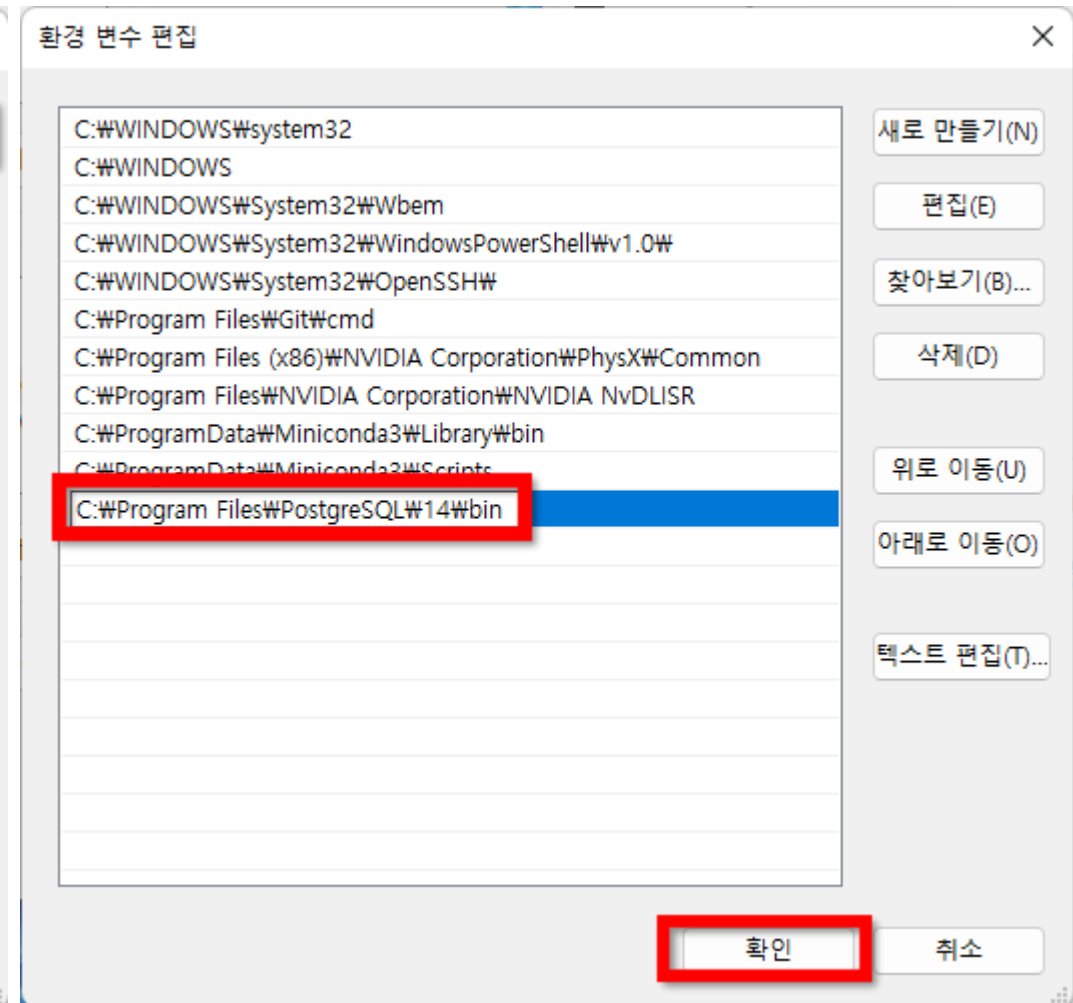 환경 변수 편집
C:₩WINDOWS₩system32
C:₩WINDOWS
C:₩WINDOWS₩System32₩Wbem
C:₩WINDOWS₩System32₩WindowsPowerShell₩v1.0₩
C:₩WINDOWS₩System32₩OpenSSH₩
C:₩Program Files₩Git₩cmd
C:₩Program Files (x86)₩NVIDIA Corporation₩PhysX₩Common
C:₩Program Files₩NVIDIA Corporation₩NVIDIA NvDLISR
C:₩ProgramData₩Miniconda3₩Library₩bin
C:₩ProgramData₩Miniconda3₩Scripts
C:₩Program Files₩PostgreSQL₩14₩bin
새로 만들기(N)
편집(E)
찾아보기(B)...
삭제(D)
위로 이동(U)
아래로 이동(O)
텍스트 편집(T)...
확인
취소